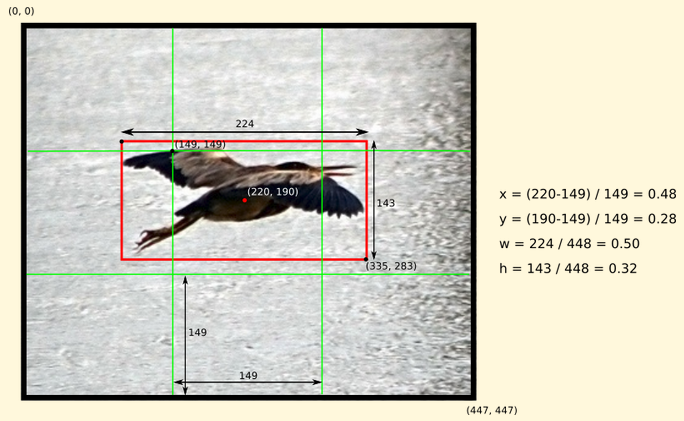 (0, 0)
224
(149, 149)
(220, 190)
143
(335, 283)
149
149
(447, 447)
x = (220-149) / 149 = 0.48
y = (190-149) / 149 = 0.28
w = 224 / 448 = 0.50
h = 143 / 448 = 0.32